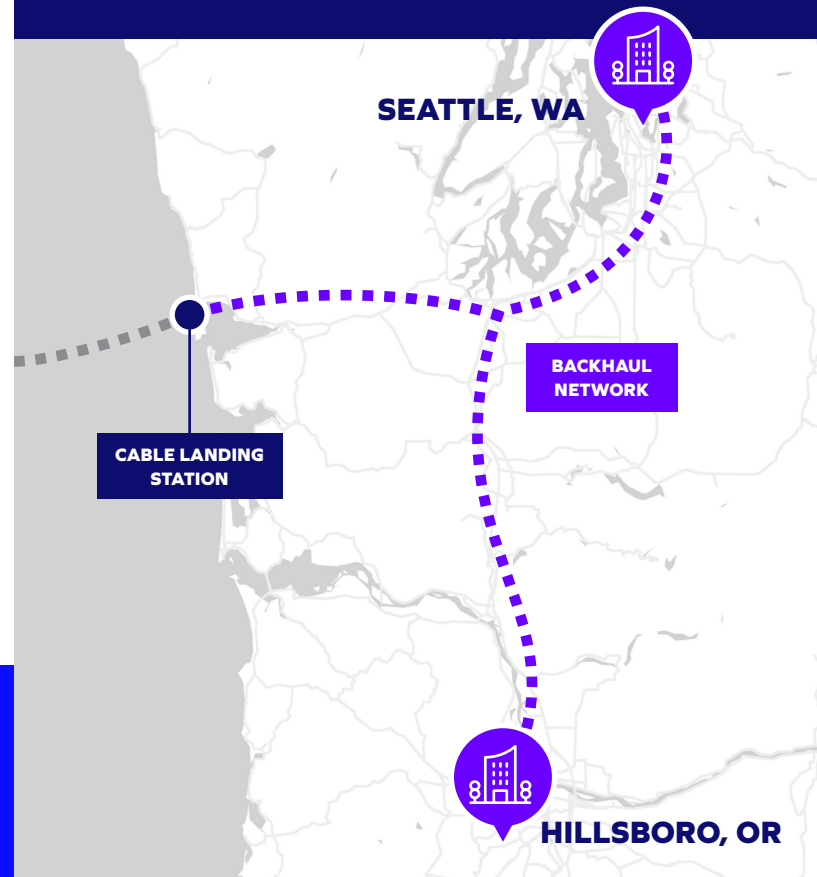 SEATTLE, WA
BACKHAUL
NETWORK
CABLE LANDING
STATION
HILLSBORO, OR